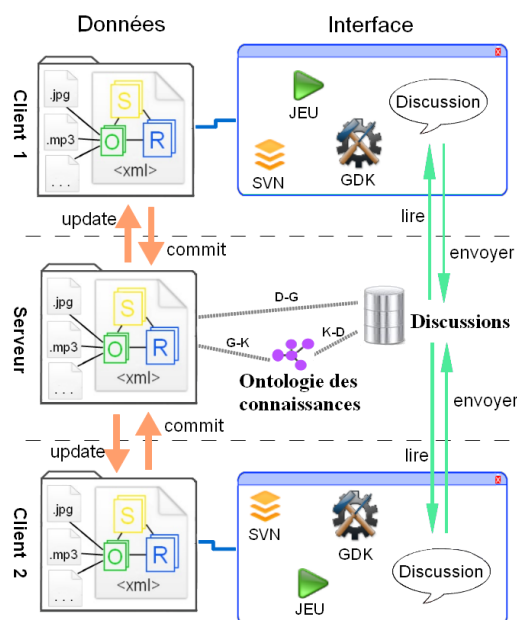 Données
Interface
Client 1
.jpg
.mp3
. . .
S
O
R
<xml>
JEU
SVN
GDK
Discussion
update
commit
lire
envoyer
Serveur
.jpg
.mp3
. . .
S
O
R
<xml>
D-G
G-K
K-D
Ontologie des
connaissances
Discussions
update
commit
lire
envoyer
Client 2
.jpg
.mp3
. . .
S
O
R
<xml>
SVN
GDK
JEU
Discussion